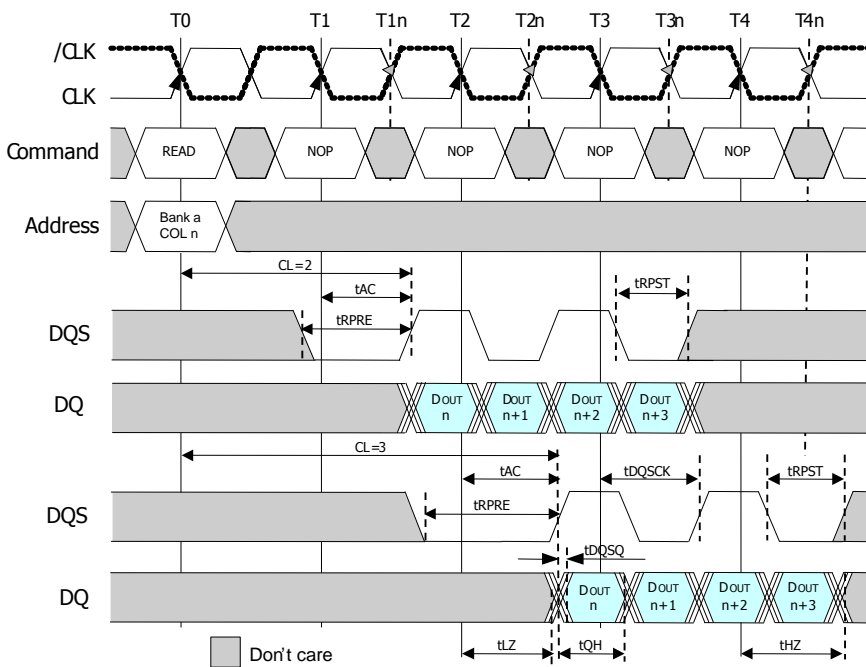 T0 T1 T1n T2 T2n T3 T3n T4 T4n
/CLK
CLK
Command READ NOP NOP NOP NOP
Address Bank a
COL n
CL=2
tAC
tRPST
tRPRE
DQS
DQ DOUT n DOUT n+1 DOUT n+2 DOUT n+3
CL=3
tAC tDQSCK tRPST
tRPRE
DQS
tDQSQ
DQ DOUT n DOUT n+1 DOUT n+2 DOUT n+3
tLZ tQH tHZ
Don't care